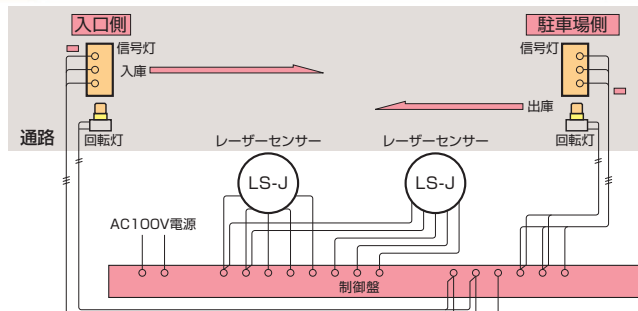 入口側
駐車場側
信号灯
信号灯
入庫
出庫
通路
回転灯
回転灯
レーザーセンサー
レーザーセンサー
LS-J
LS-J
AC100V電源
制御盤